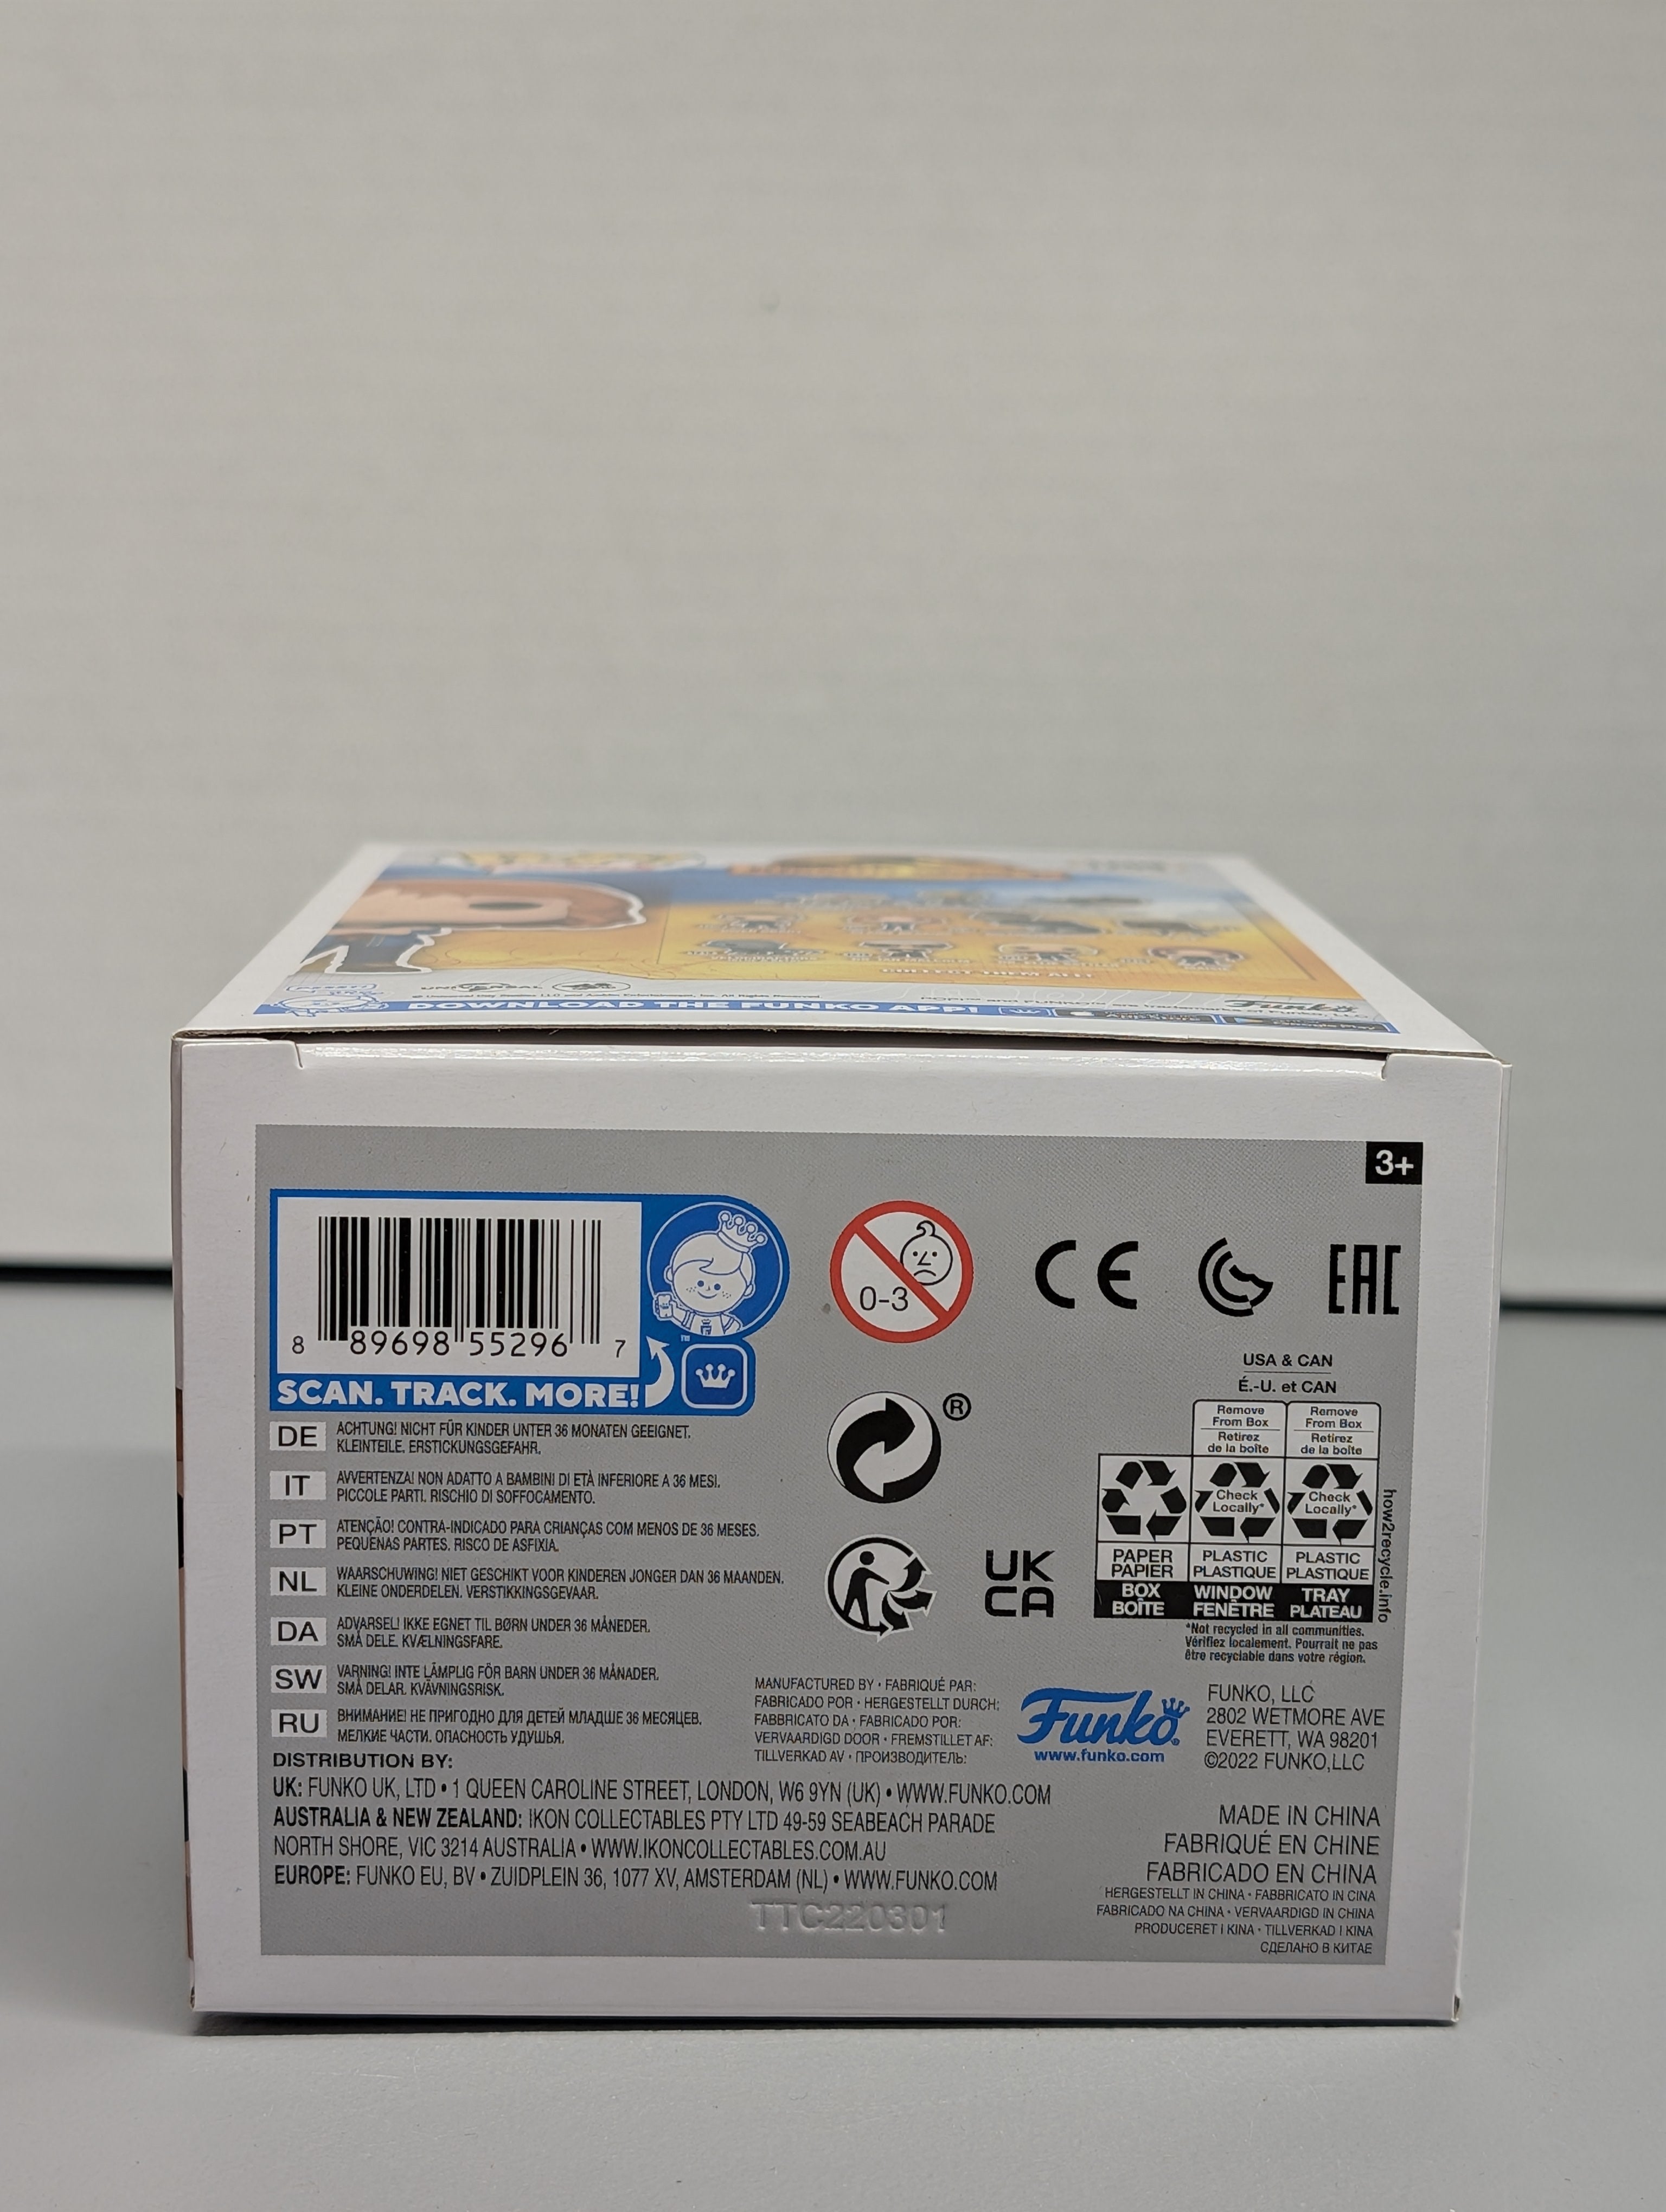 UNIVERSAL
COLLECT THEM ALL!
DOWNLOAD THE FUNKO APP!
Funko
3+
8 89698 55296 7
SCAN. TRACK. MORE!
™
0-3
CE
EAC
®
UK
CA
USA & CAN
É.-U. et CAN
Remove
From Box
Retirez
de la boîte
Remove
From Box
Retirez
de la boîte
Check
Locally*
Check
Locally*
PAPER
PAPIER
BOX
BOÎTE
PLASTIC
PLASTIQUE
WINDOW
FENÊTRE
PLASTIC
PLASTIQUE
TRAY
PLATEAU
how2recycle.info
*Not recycled in all communities.
Vérifiez localement. Pourrait ne pas
être recyclable dans votre région.
DE ACHTUNG! NICHT FÜR KINDER UNTER 36 MONATEN GEEIGNET.
KLEINTEILE. ERSTICKUNGSGEFAHR.
IT AVVERTENZA! NON ADATTO A BAMBINI DI ETÀ INFERIORE A 36 MESI.
PICCOLE PARTI. RISCHIO DI SOFFOCAMENTO.
PT ATENÇÃO! CONTRA-INDICADO PARA CRIANÇAS COM MENOS DE 36 MESES.
PEQUENAS PARTES. RISCO DE ASFIXIA.
NL WAARSCHUWING! NIET GESCHIKT VOOR KINDEREN JONGER DAN 36 MAANDEN.
KLEINE ONDERDELEN. VERSTIKKINGSGEVAAR.
DA ADVARSEL! IKKE EGNET TIL BØRN UNDER 36 MÅNEDER.
SMÅ DELE. KVÆLNINGSFARE.
SW VARNING! INTE LÄMPLIG FÖR BARN UNDER 36 MÅNADER.
SMÅ DELAR. KVÄVNINGSRISK.
RU ВНИМАНИЕ! НЕ ПРИГОДНО ДЛЯ ДЕТЕЙ МЛАДШЕ 36 МЕСЯЦЕВ.
МЕЛКИЕ ЧАСТИ. ОПАСНОСТЬ УДУШЬЯ.
MANUFACTURED BY • FABRIQUÉ PAR:
FABRICADO POR • HERGESTELLT DURCH:
FABBRICATO DA • FABRICADO POR:
VERVAARDIGD DOOR • FREMSTILLET AF:
TILLVERKAD AV • ПРОИЗВОДИТЕЛЬ:
Funko®
www.funko.com
FUNKO, LLC
2802 WETMORE AVE
EVERETT, WA 98201
©2022 FUNKO,LLC
DISTRIBUTION BY:
UK: FUNKO UK, LTD • 1 QUEEN CAROLINE STREET, LONDON, W6 9YN (UK) • WWW.FUNKO.COM
AUSTRALIA & NEW ZEALAND: IKON COLLECTABLES PTY LTD 49-59 SEABEACH PARADE
NORTH SHORE, VIC 3214 AUSTRALIA • WWW.IKONCOLLECTABLES.COM.AU
EUROPE: FUNKO EU, BV • ZUIDPLEIN 36, 1077 XV, AMSTERDAM (NL) • WWW.FUNKO.COM
TTC220301
MADE IN CHINA
FABRIQUÉ EN CHINE
FABRICADO EN CHINA
HERGESTELLT IN CHINA • FABBRICATO IN CINA
FABRICADO NA CHINA • VERVAARDIGD IN CHINA
PRODUCERET I KINA • TILLVERKAD I KINA
СДЕЛАНО В КИТАЕ